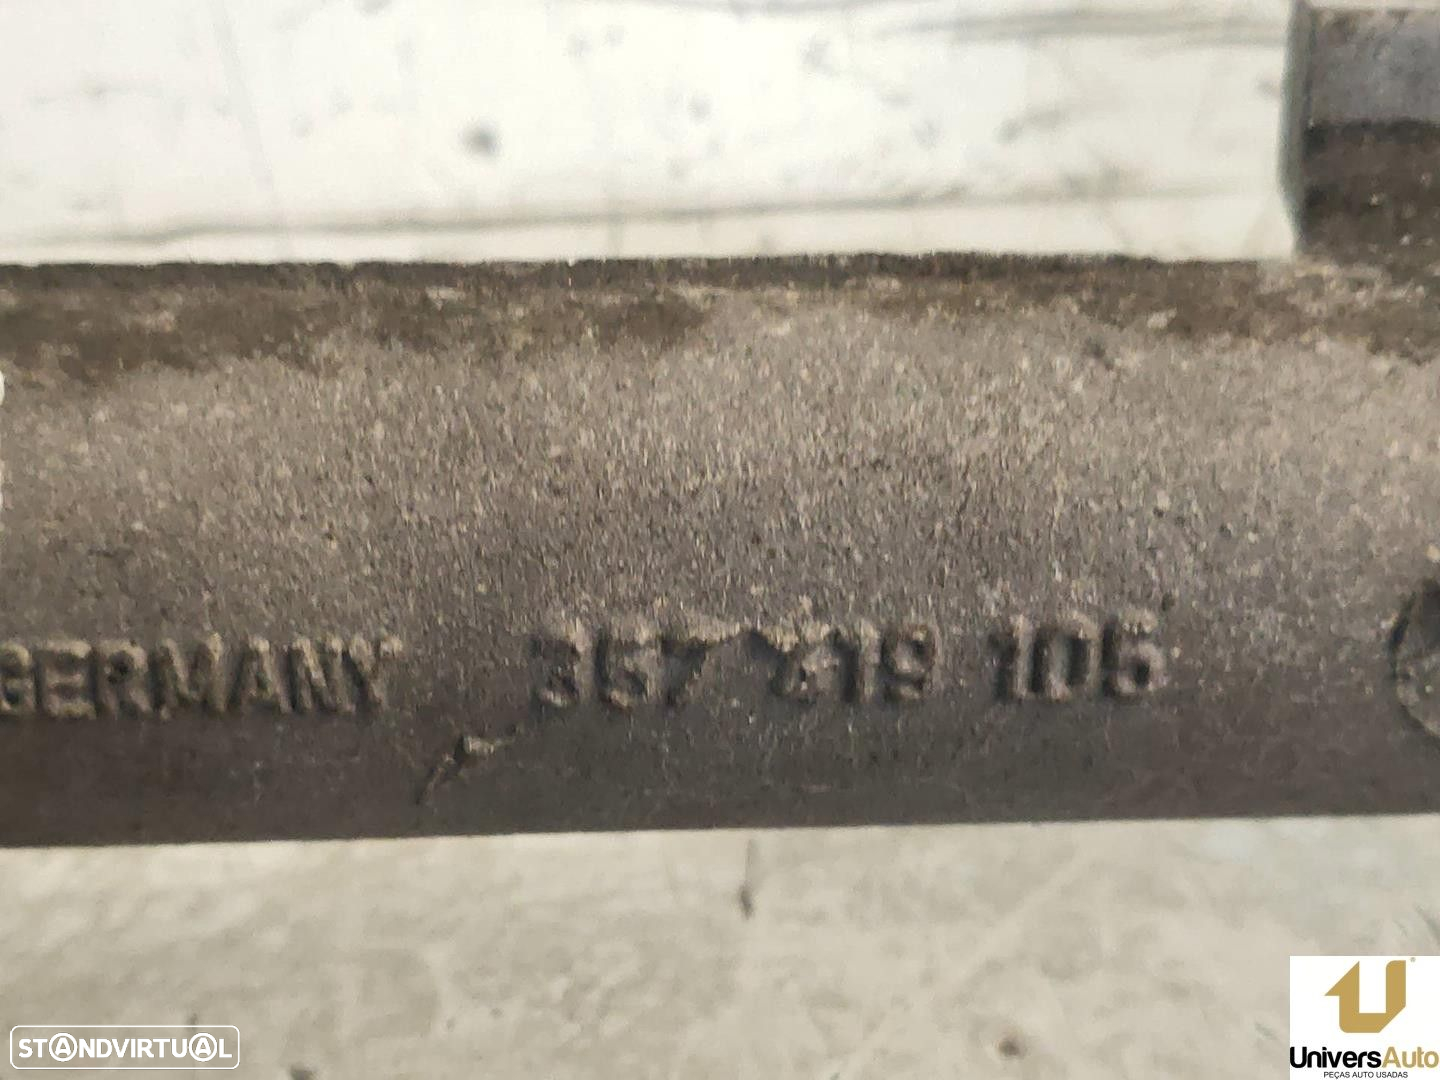 GERMANY 357 419 105
STANDVIRTUAL
UniversAuto
PEÇAS AUTO USADAS